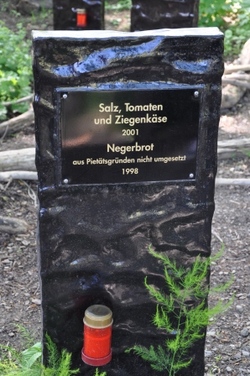 Salz, Tomaten
und Ziegenkäse
2001
Negerbrot
aus Pietätsgründen nicht umgesetzt
1998